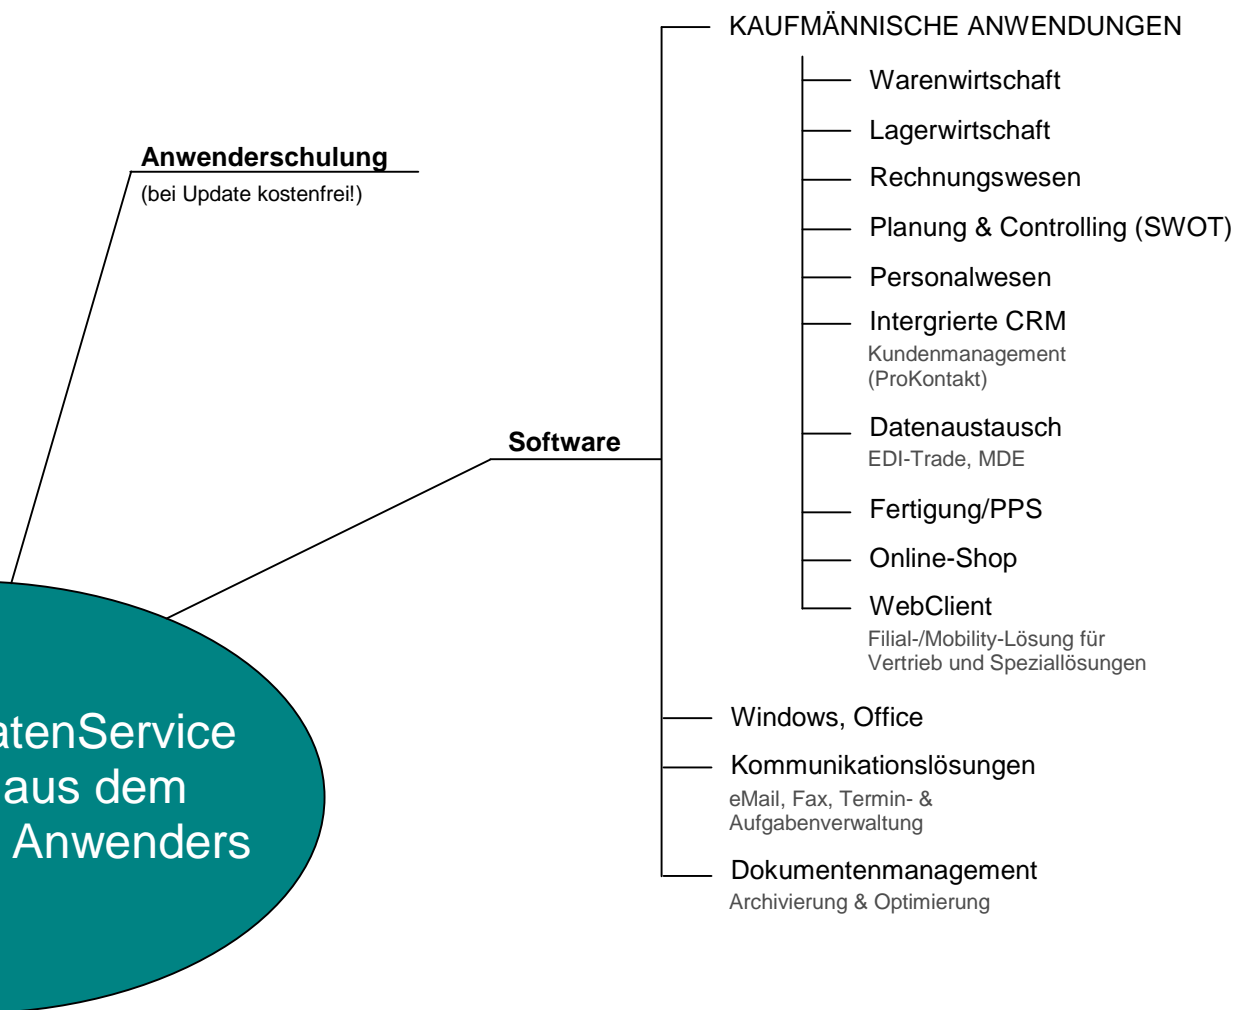 KAUFMÄNNISCHE ANWENDUNGEN
Warenwirtschaft
Lagerwirtschaft
Rechnungswesen
Planung & Controlling (SWOT)
Personalwesen
Intergrierte CRM
Kundenmanagement
(ProKontakt)
Datenaustausch
EDI-Trade, MDE
Fertigung/PPS
Online-Shop
WebClient
Filial-/Mobility-Lösung für
Vertrieb und Speziallösungen
Anwenderschulung
(bei Update kostenfrei!)
Software
Windows, Office
Kommunikationslösungen
eMail, Fax, Termin- &
Aufgabenverwaltung
Dokumentenmanagement
Archivierung & Optimierung
atenService
aus dem
Anwenders